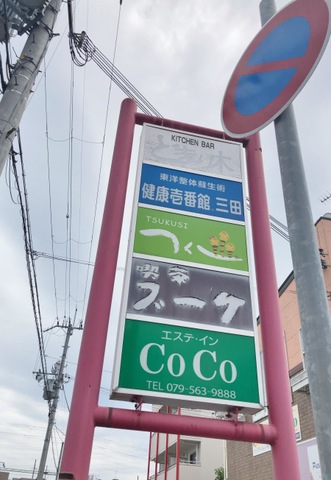 KITCHEN BAR
東洋整体蘇生術
健康壱番館 三田
TSUKUSI
つくし
喫茶
ブーケ
エステ・イン
CoCo
TEL 079-563-9888